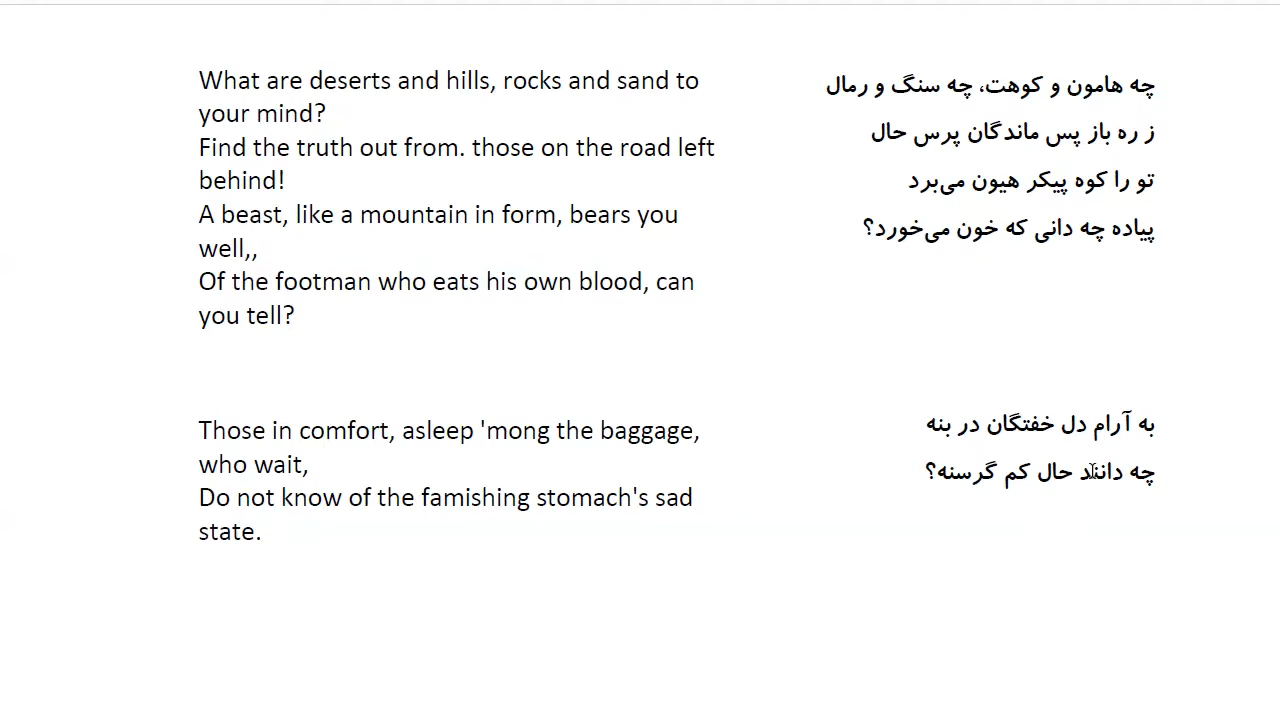 What are deserts and hills, rocks and sand to
your mind?
Find the truth out from. those on the road left
behind!
A beast, like a mountain in form, bears you
well,,
Of the footman who eats his own blood, can
you tell?
Those in comfort, asleep 'mong the baggage,
who wait,
Do not know of the famishing stomach's sad
state.
چه هامون و کوهت، چه سنگ و رمال
ز ره باز پس ماندگان پرس حال
تو را کوه پیکر هیون می‌برد
پیاده چه دانی که خون می‌خورد؟
به آرام دل خفتگان در بنه
چه دانند حال کم گرسنه؟